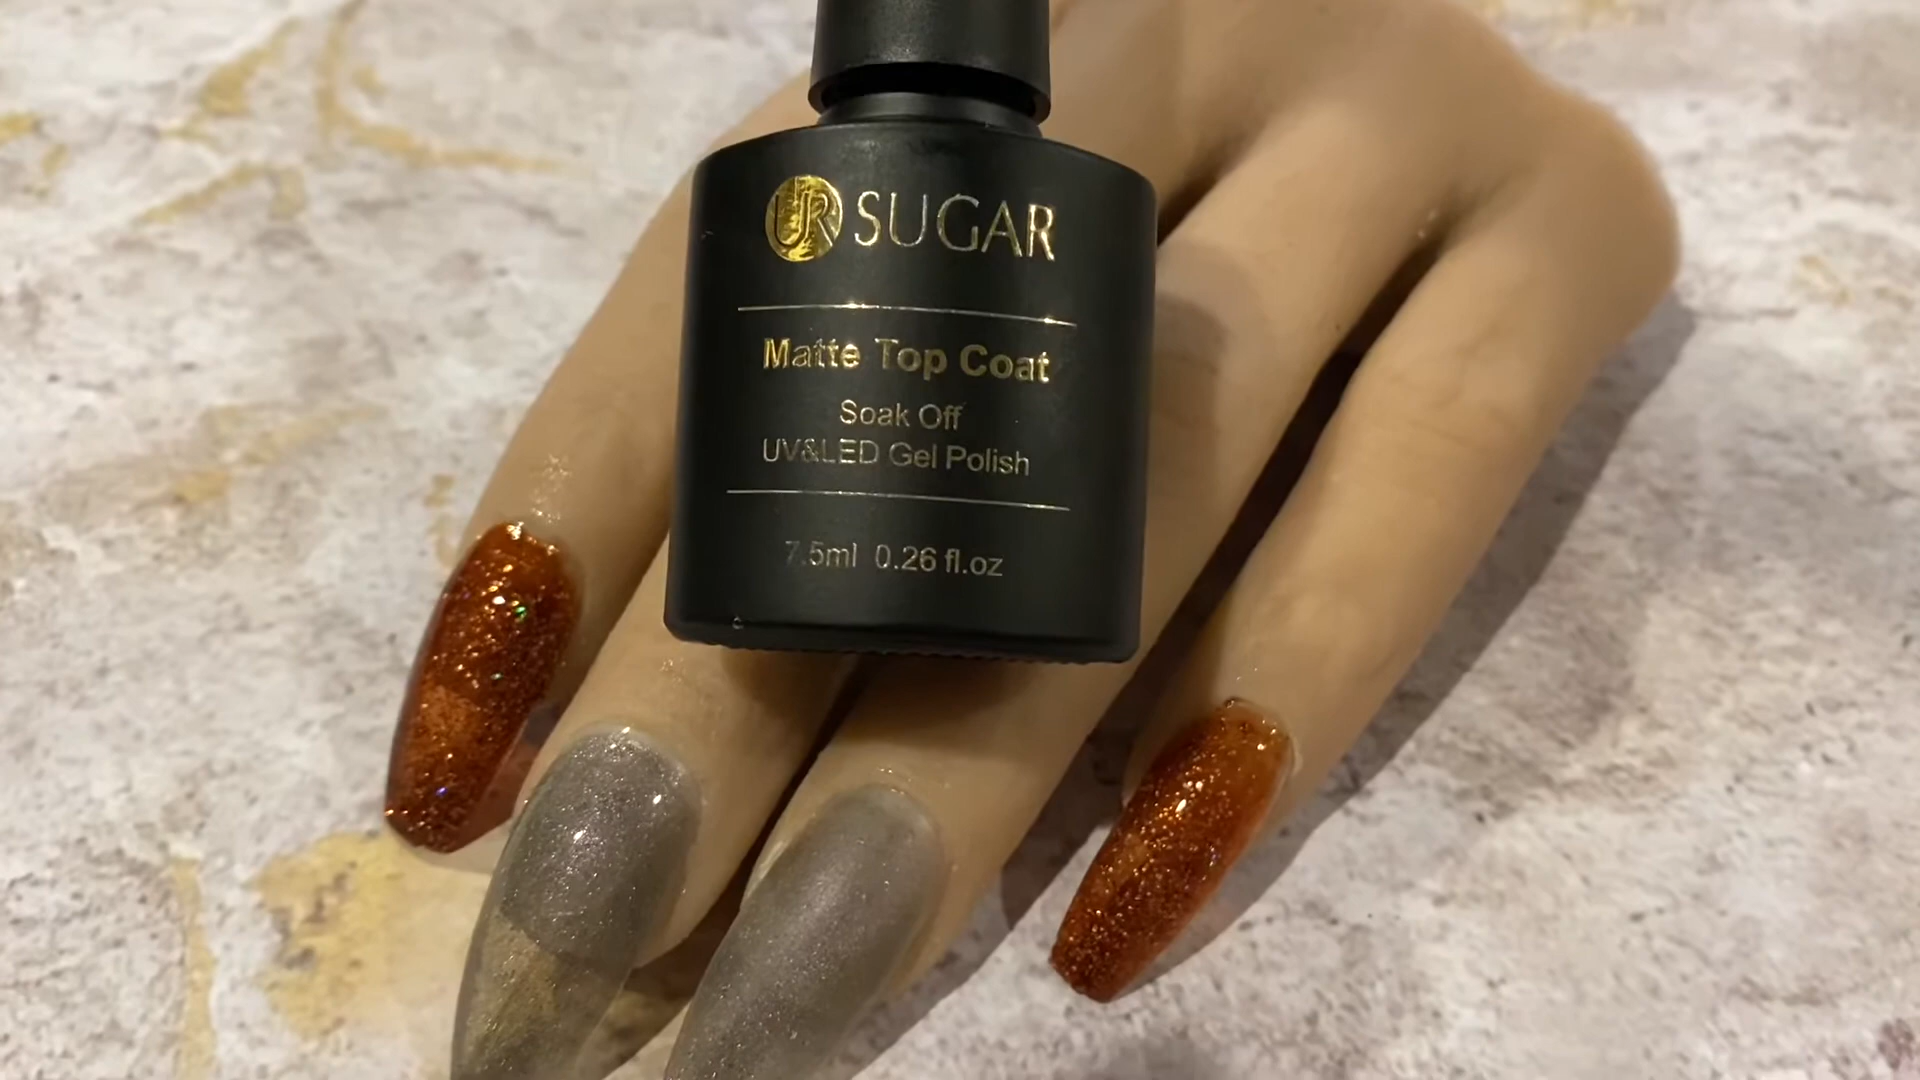 UR SUGAR
Matte Top Coat
Soak Off
UV&LED Gel Polish
7.5ml 0.26 fl.oz